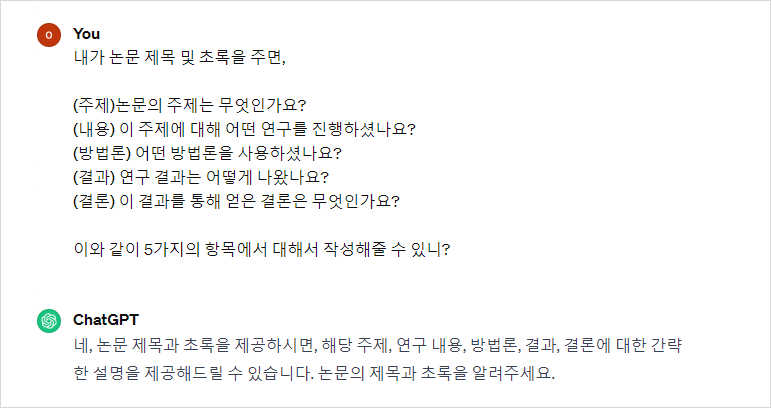 You
내가 논문 제목 및 초록을 주면,
(주제)논문의 주제는 무엇인가요?
(내용) 이 주제에 대해 어떤 연구를 진행하셨나요?
(방법론) 어떤 방법론을 사용하셨나요?
(결과) 연구 결과는 어떻게 나왔나요?
(결론) 이 결과를 통해 얻은 결론은 무엇인가요?
이와 같이 5가지의 항목에서 대해서 작성해줄 수 있니?
ChatGPT
네, 논문 제목과 초록을 제공하시면, 해당 주제, 연구 내용, 방법론, 결과, 결론에 대한 간략
한 설명을 제공해드릴 수 있습니다. 논문의 제목과 초록을 알려주세요.